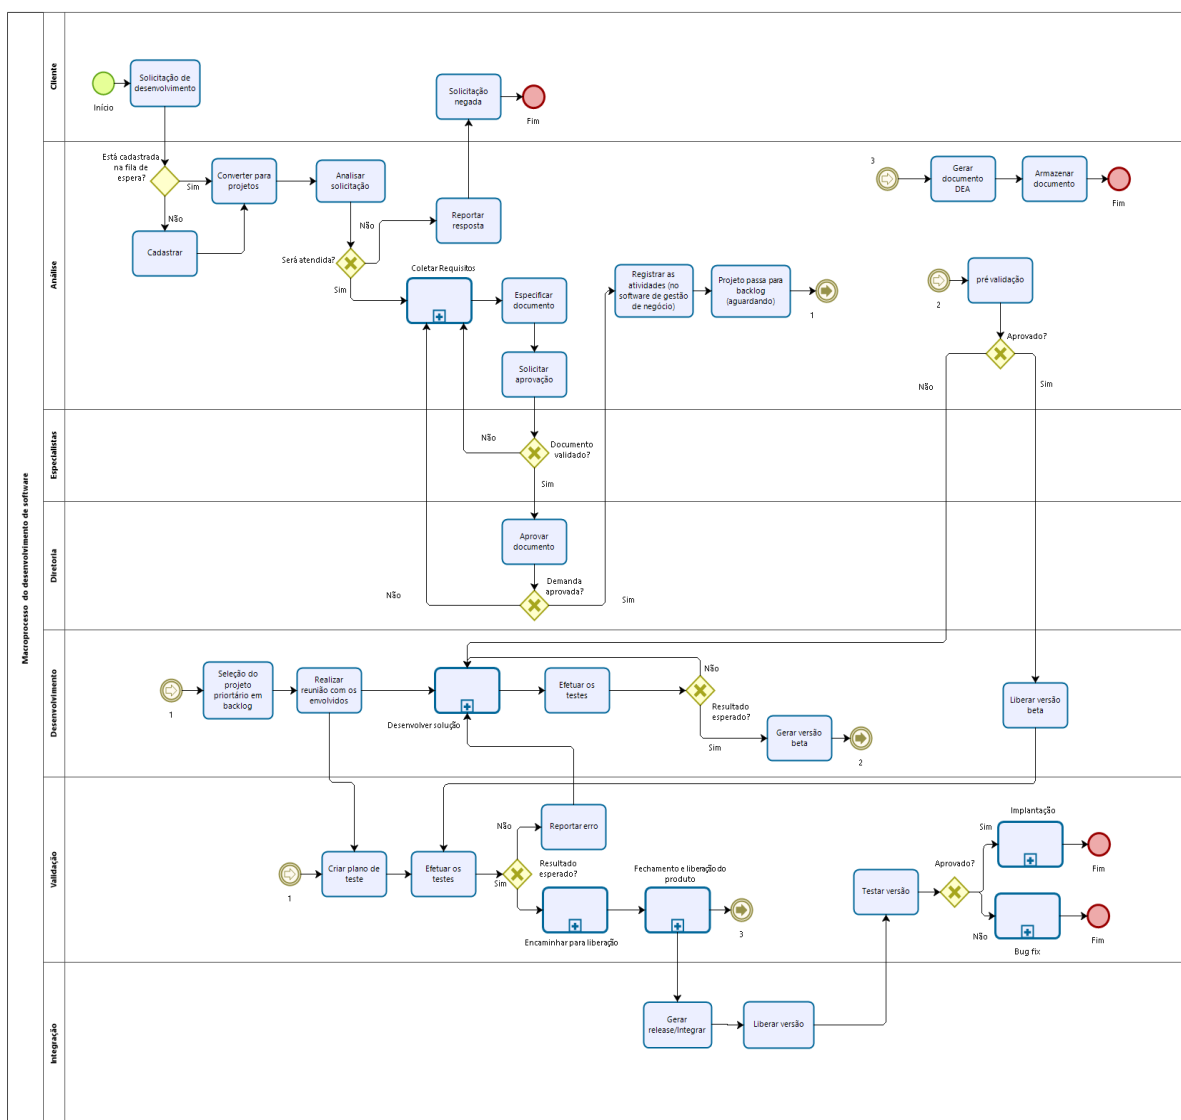 Macroprocesso do desenvolvimento de software
Cliente
Início
Solicitação de
desenvolvimento
Solicitação
negada
Fim
Análise
Está cadastrada
na fila de
espera?
Sim
Não
Cadastrar
Converter para
projetos
Analisar
solicitação
Será atendida?
Não
Sim
Reportar
resposta
Coletar Requisitos
Especificar
documento
Solicitar
aprovação
Registrar as
atividades (no
software de gestão
de negócio)
Projeto passa para
backlog
(aguardando)
1
3
Gerar
documento
DEA
Armazenar
documento
Fim
2
pré validação
Aprovado?
Não
Sim
Especialistas
Não
Documento
validado?
Sim
Diretoria
Aprovar
documento
Demanda
aprovada?
Não
Sim
Desenvolvimento
1
Seleção do
projeto
priortário em
backlog
Realizar
reunião com os
envolvidos
Desenvolver solução
Efetuar os
testes
Não
Resultado
esperado?
Sim
Gerar versão
beta
2
Liberar versão
beta
Validação
1
Criar plano de
teste
Efetuar os
testes
Não
Resultado
esperado?
Sim
Reportar erro
Encaminhar para liberação
Fechamento e liberação do
produto
3
Testar versão
Aprovado?
Sim
Implantação
Fim
Não
Bug fix
Fim
Integração
Gerar
release/Integrar
Liberar versão